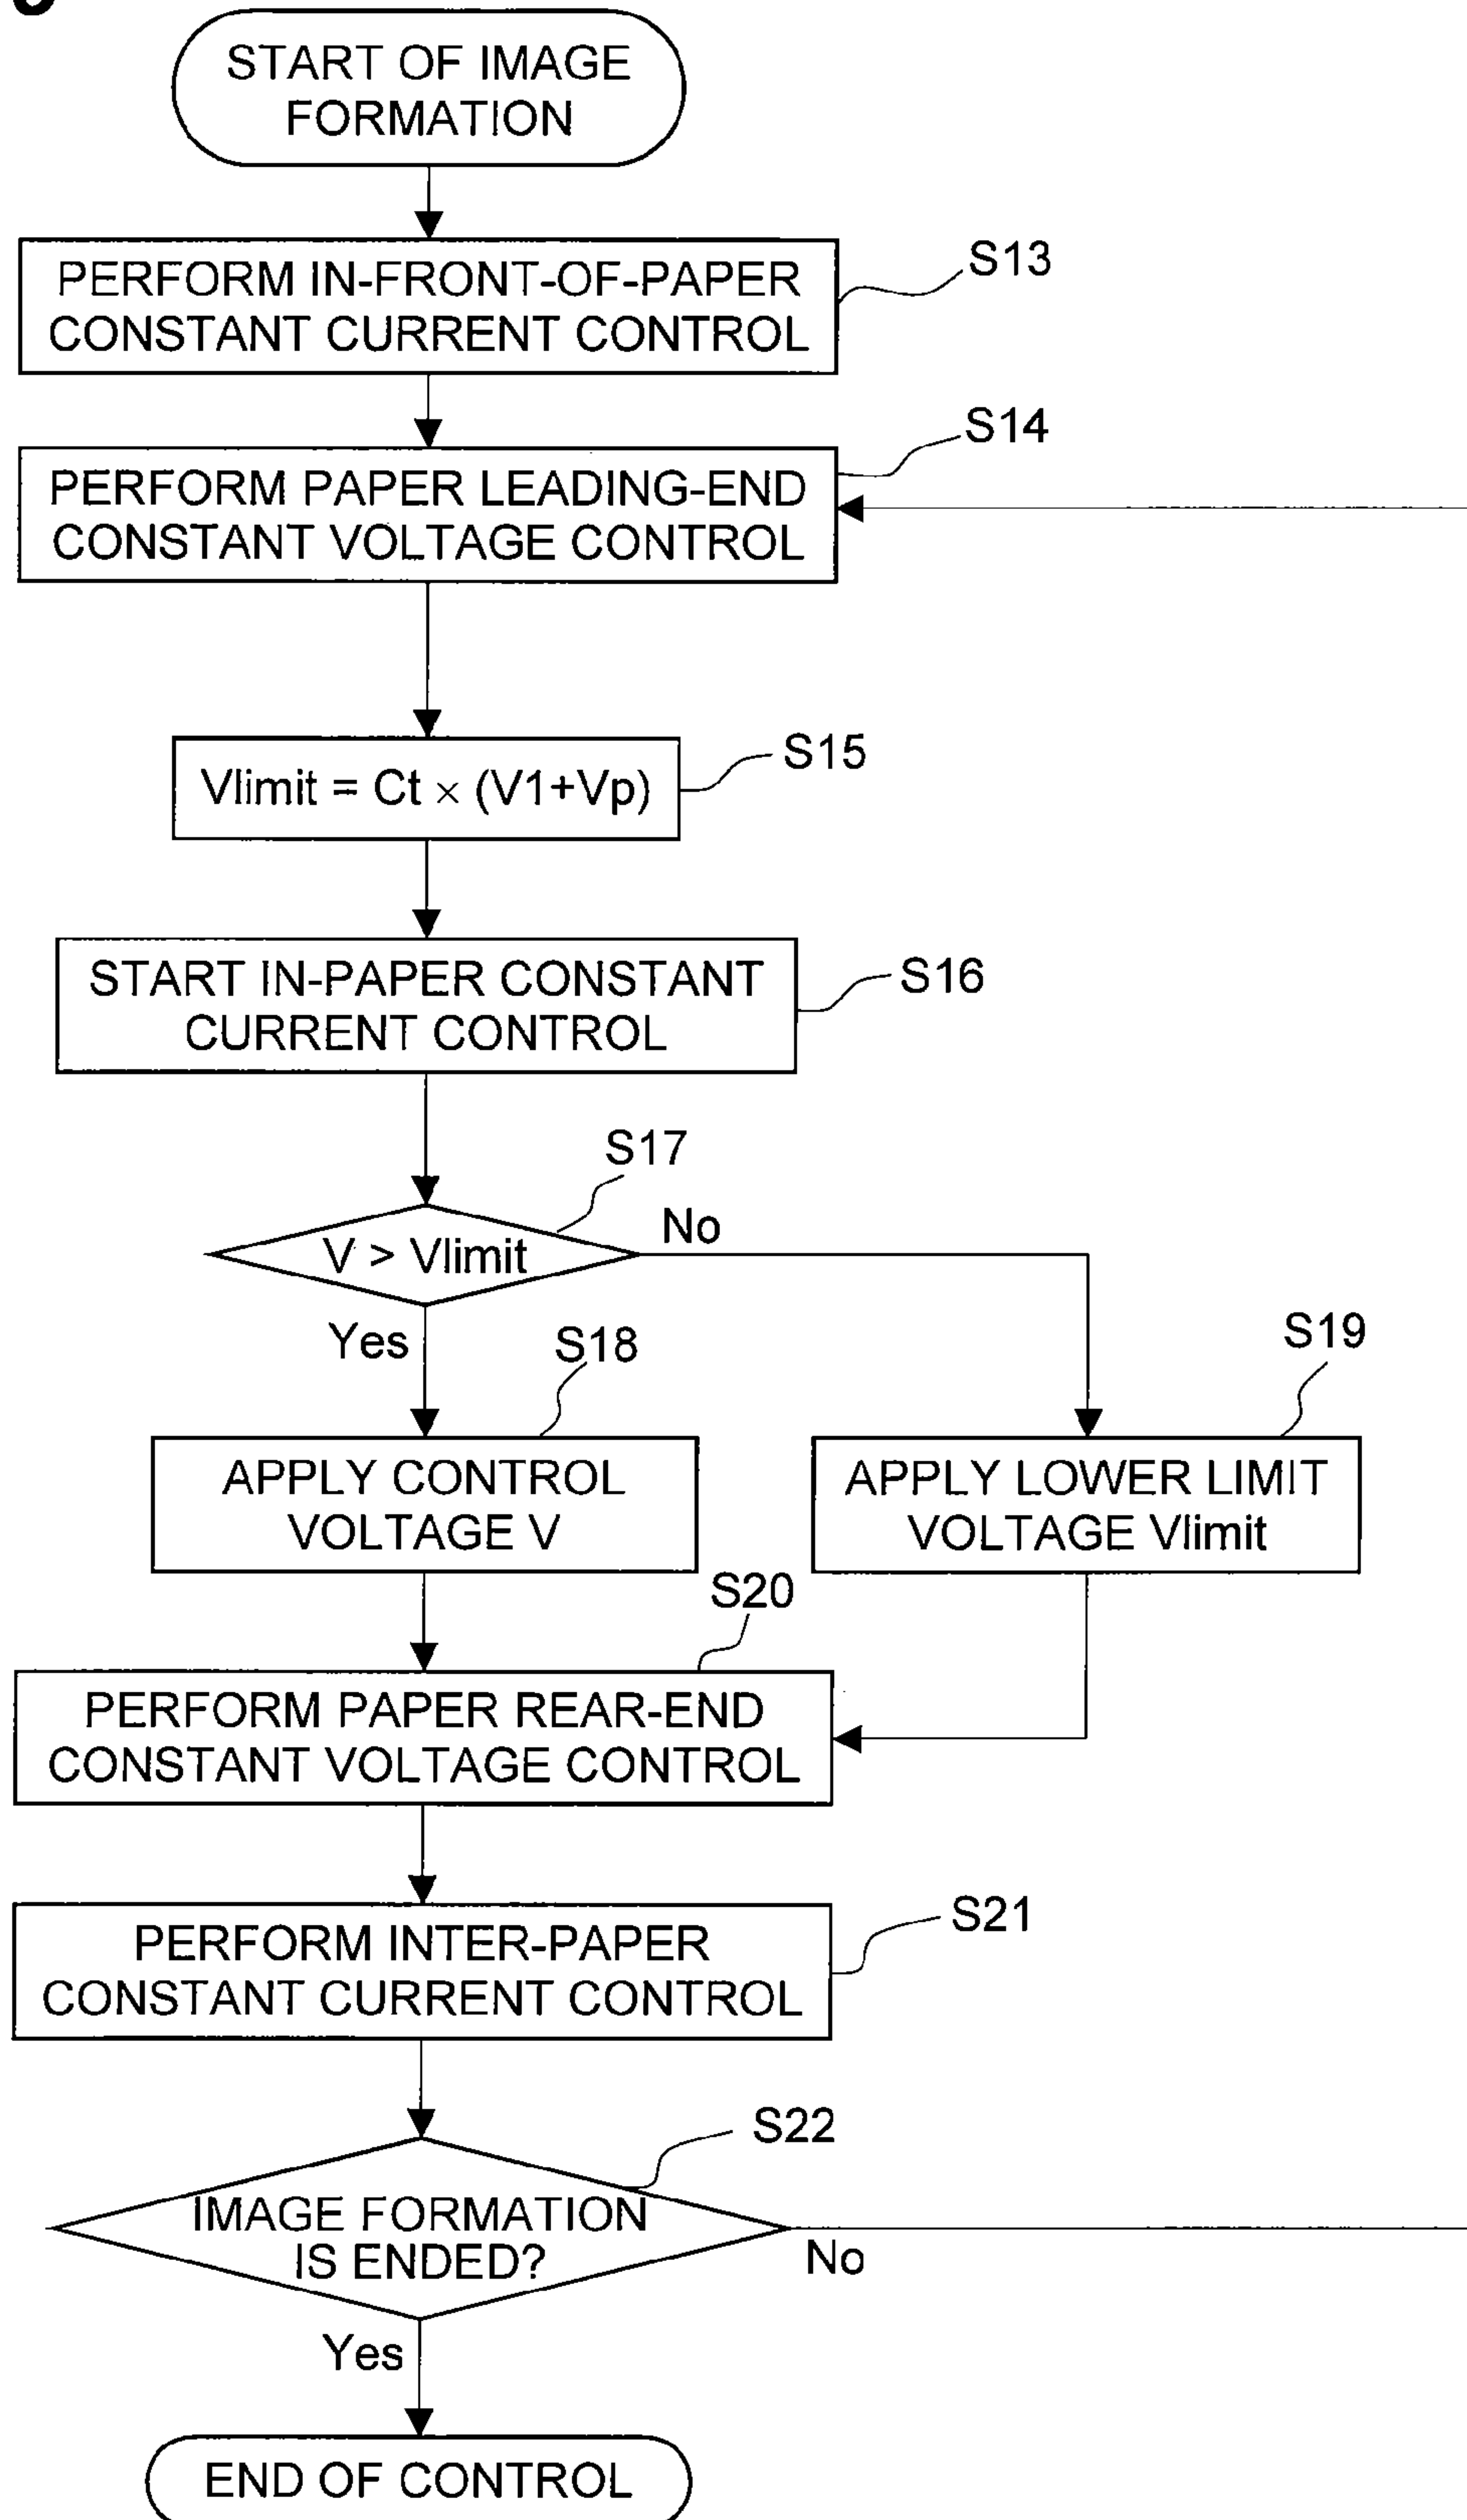 START OF IMAGE
FORMATION
S13
PERFORM IN-FRONT-OF-PAPER
CONSTANT CURRENT CONTROL
S14
PERFORM PAPER LEADING-END
CONSTANT VOLTAGE CONTROL
S15
Vlimit = Ct × (V1+Vp)
START IN-PAPER CONSTANT
CURRENT CONTROL
S16
S17
No
V > Vlimit
Yes
S18
S19
APPLY CONTROL
VOLTAGE V
APPLY LOWER LIMIT
VOLTAGE Vlimit
S20
PERFORM PAPER REAR-END
CONSTANT VOLTAGE CONTROL
S21
PERFORM INTER-PAPER
CONSTANT CURRENT CONTROL
S22
IMAGE FORMATION
IS ENDED?
No
Yes
END OF CONTROL